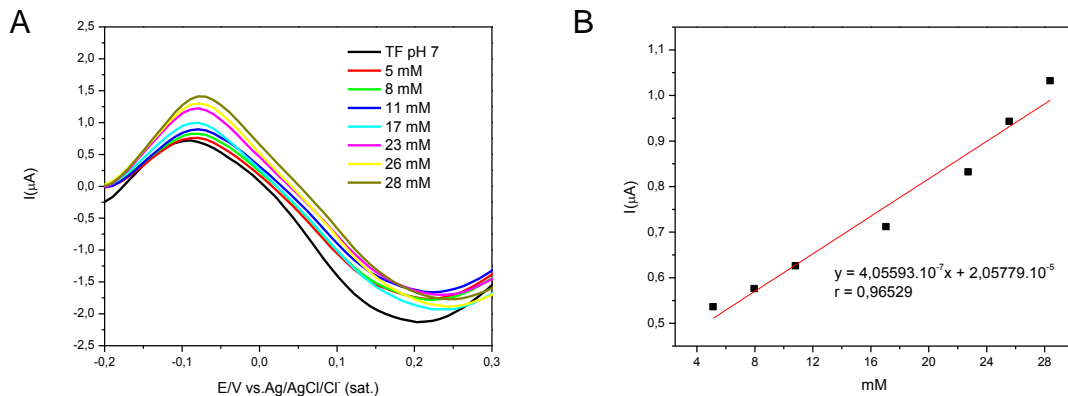 A
2,5
2,0
1,5
1,0
0,5
0,0
-0,5
-1,0
-1,5
-2,0
-2,5
I(μA)
-0,2
-0,1
0,0
0,1
0,2
0,3
E/V vs.Ag/AgCl/Cl⁻ (sat.)
TF pH 7
5 mM
8 mM
11 mM
17 mM
23 mM
26 mM
28 mM
B
1,1
1,0
0,9
0,8
0,7
0,6
0,5
I(μA)
y = 4,05593.10⁻⁷x + 2,05779.10⁻⁵
r = 0,96529
4
8
12
16
20
24
28
mM